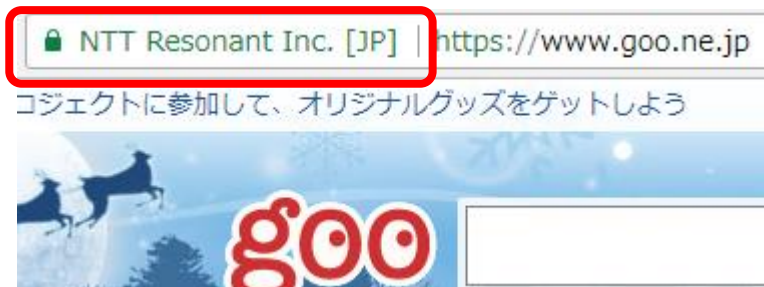 NTT Resonant Inc. [JP] | https://www.goo.ne.jp
コジェクトに参加して、オリジナルグッズをゲットしよう
goo